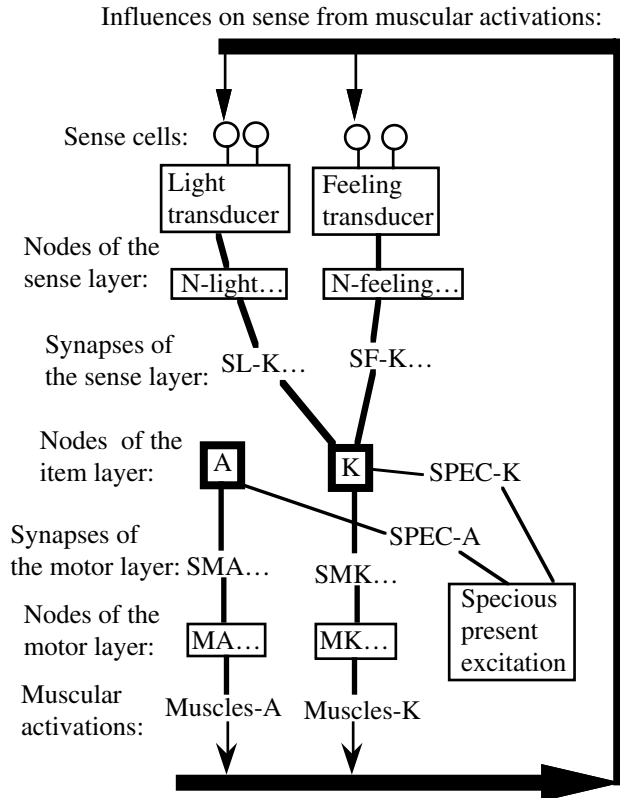 Influences on sense from muscular activations:
Sense cells:
Light
transducer
Feeling
transducer
Nodes of the
sense layer:
N-light…
N-feeling…
Synapses of
the sense layer:
SL-K…
SF-K…
Nodes of the
item layer:
A
K
SPEC-K
SPEC-A
Synapses of
the motor layer:
SMA…
SMK…
Specious
present
excitation
Nodes of the
motor layer:
MA…
MK…
Muscular
activations:
Muscles-A
Muscles-K